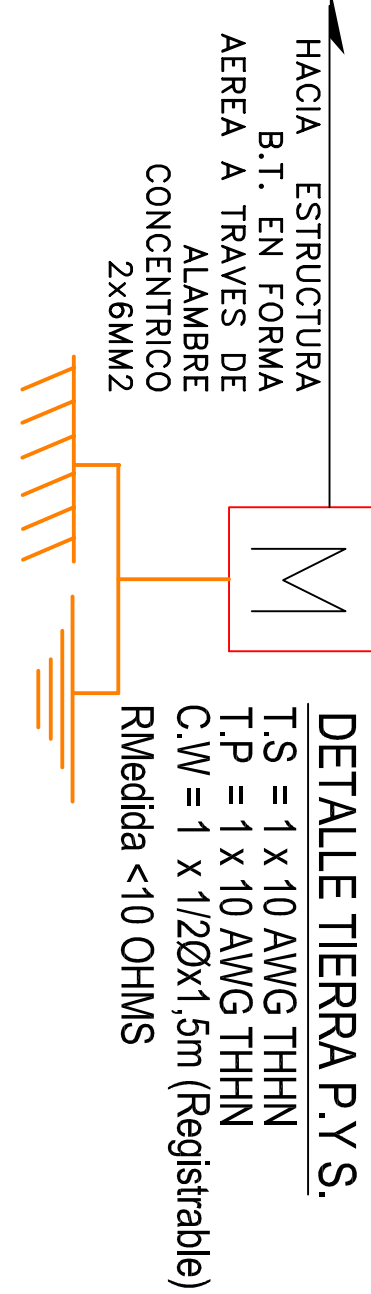 HACIA ESTRUCTURA
B.T. EN FORMA
AEREA A TRAVES DE
ALAMBRE
CONCENTRICO
2x6MM2
M
DETALLE TIERRA P.Y S.
T.S = 1 x 10 AWG THHN
T.P = 1 x 10 AWG THHN
C.W = 1 x 1/2Øx1,5m (Registrable)
RMedida <10 OHMS